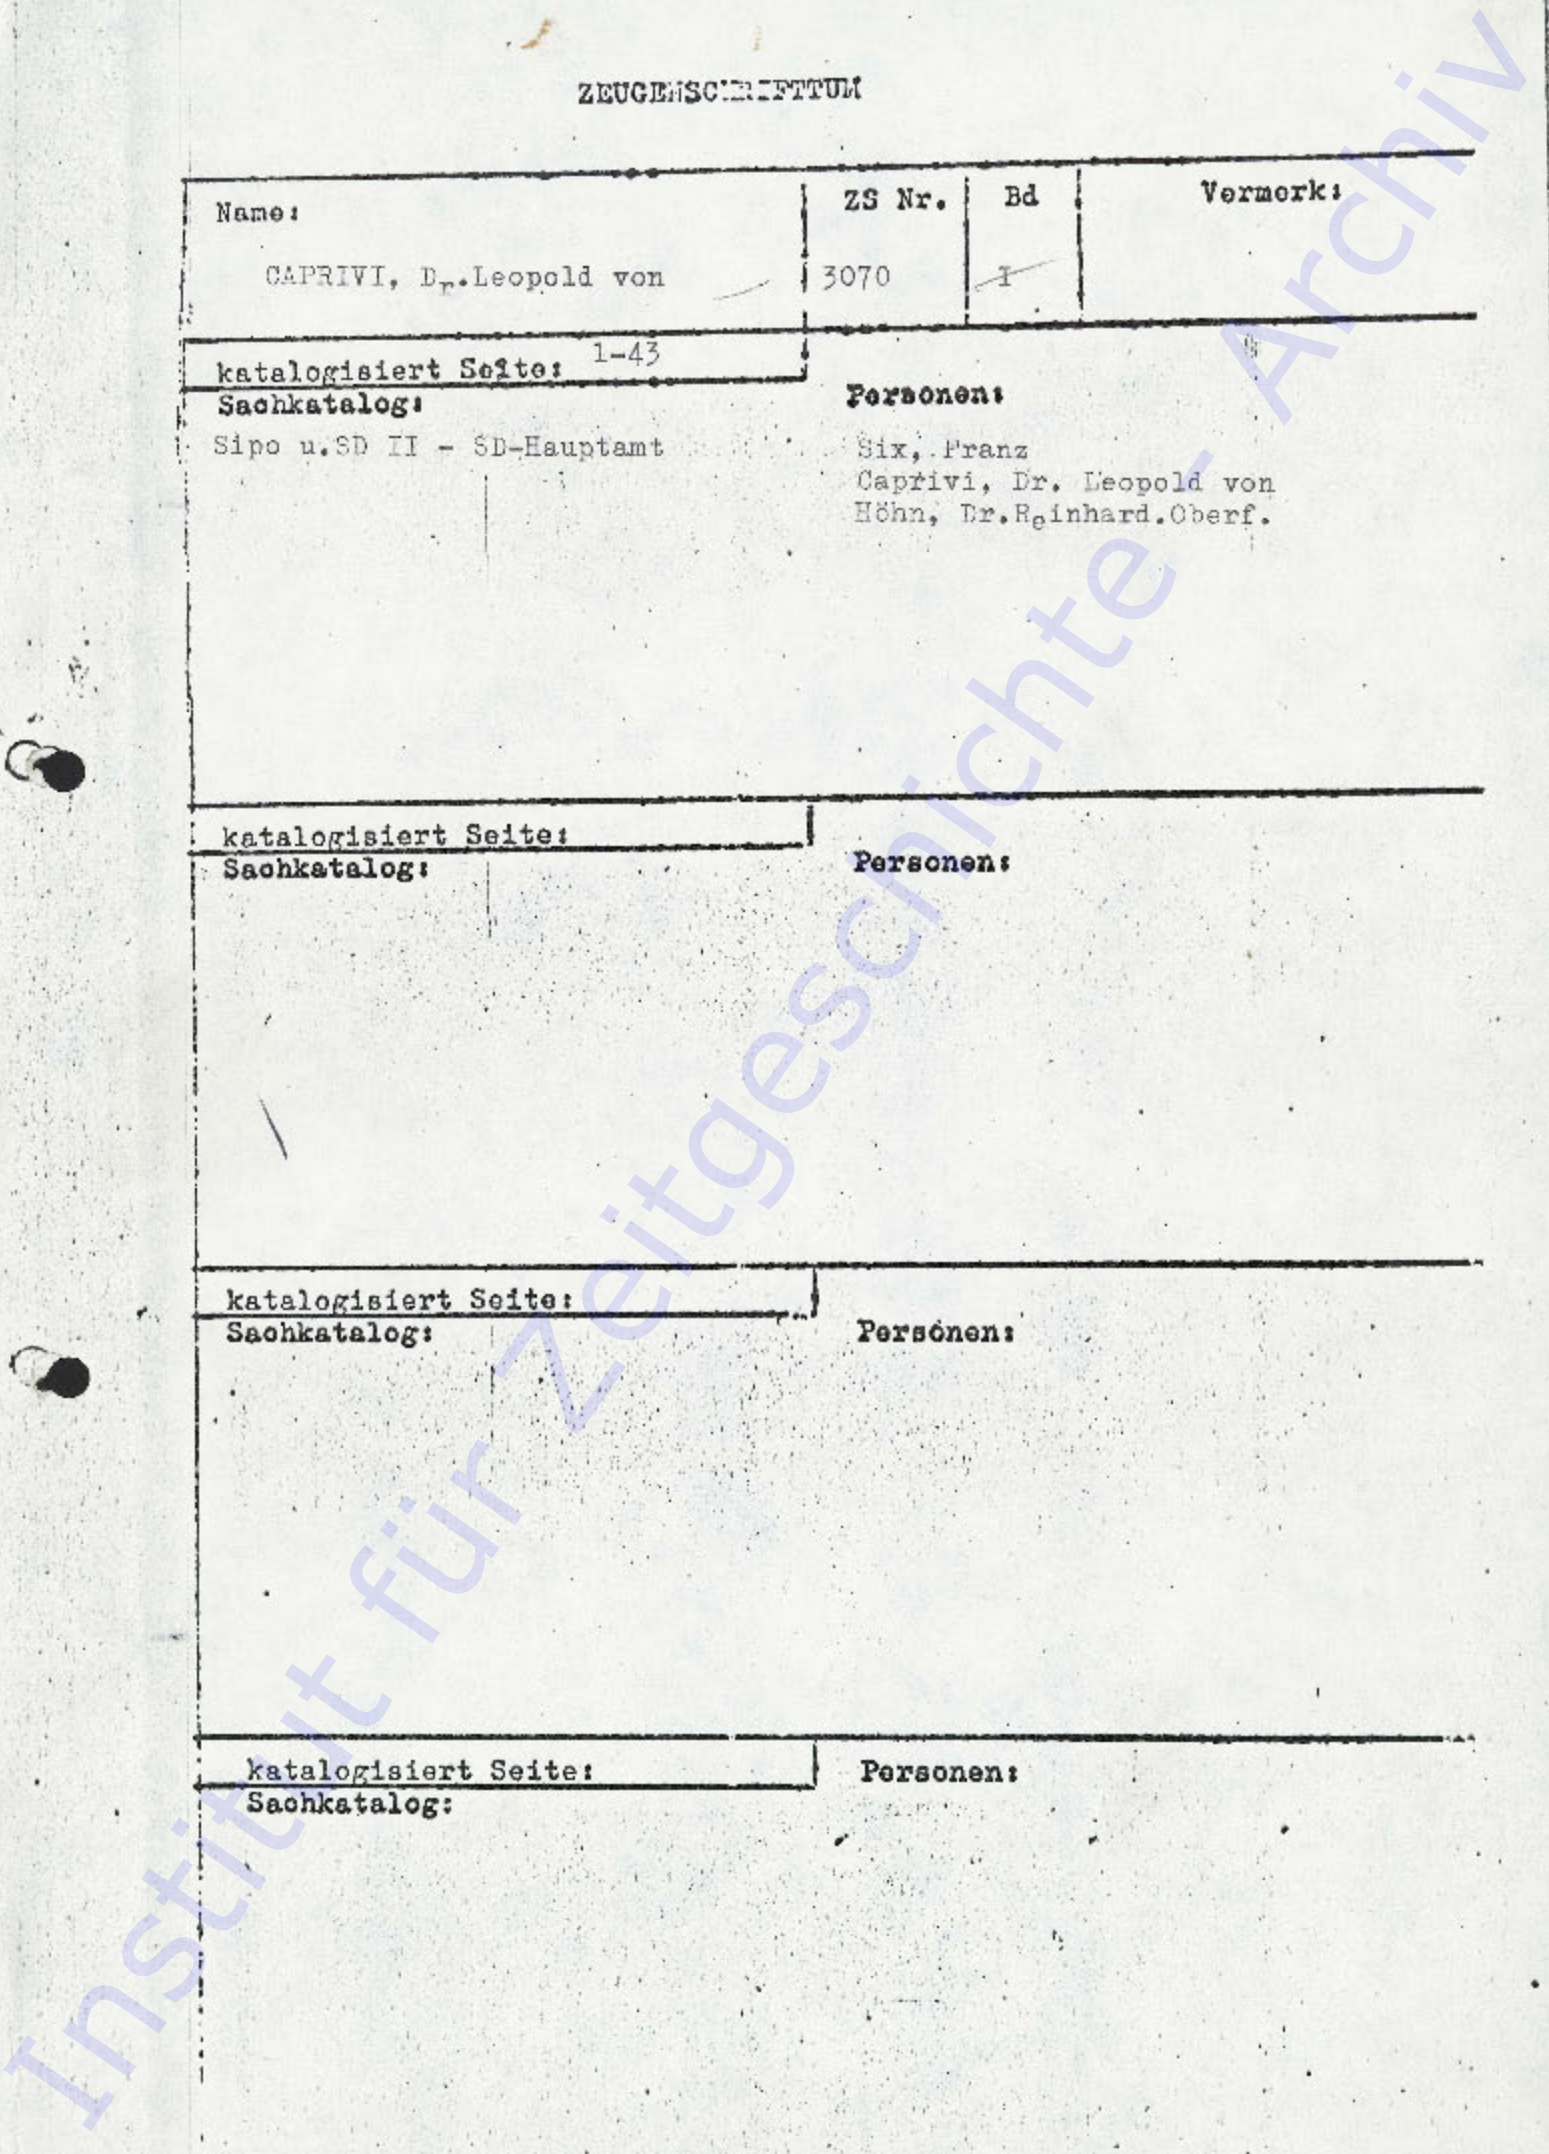 ZEUGENSCHRIFTTUM
Name: ZS Nr. Bd Vermerk:
CAPRIVI, Dr.Leopold von 3070 I
katalogisiert Seite: 1-43
Sachkatalog: Personen:
Sipo u.SD II - SD-Hauptamt Six, Franz
Caprivi, Dr. Leopold von
Höhn, Dr.Reinhard.Oberf.
katalogisiert Seite:
Sachkatalog: Personen:
katalogisiert Seite:
Sachkatalog: Personen:
katalogisiert Seite: Personen:
Sachkatalog:
Institut für Zeitgeschichte - Archiv